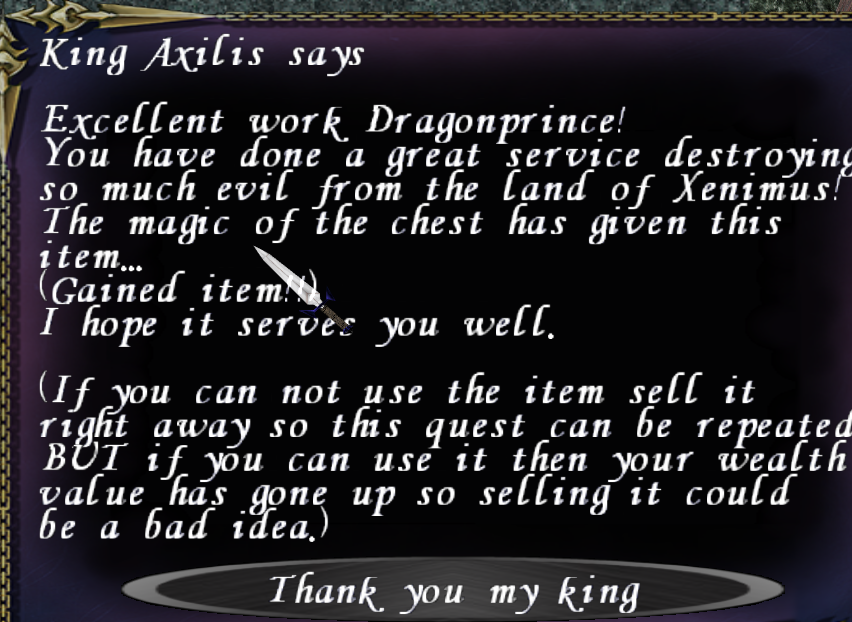 King Axilis says
Excellent work Dragonprince!
You have done a great service destroying
so much evil from the land of Xenimus!
The magic of the chest has given this
item...
(Gained item!!)
I hope it serves you well.
(If you can not use the item sell it
right away so this quest can be repeated
BUT if you can use it then your wealth
value has gone up so selling it could
be a bad idea.)
Thank you my king